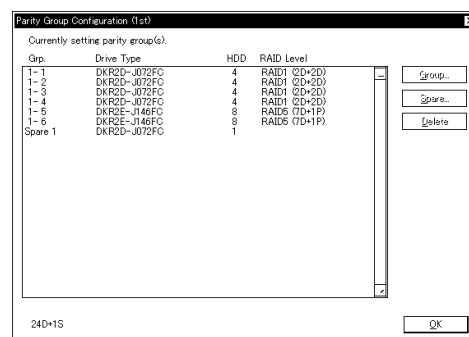 Parity Group Configuration (1st)
Currently setting parity group(s).
Grp. Drive Type HDD RAID Level
1- 1 DKR2D-J072FC 4 RAID1 (2D+2D)
1- 2 DKR2D-J072FC 4 RAID1 (2D+2D)
1- 3 DKR2D-J072FC 4 RAID1 (2D+2D)
1- 4 DKR2D-J072FC 4 RAID1 (2D+2D)
1- 5 DKR2E-J146FC 8 RAID5 (7D+1P)
1- 6 DKR2E-J146FC 8 RAID5 (7D+1P)
Spare 1 DKR2D-J072FC 1
Group...
Spare...
Delete
24D+1S
OK